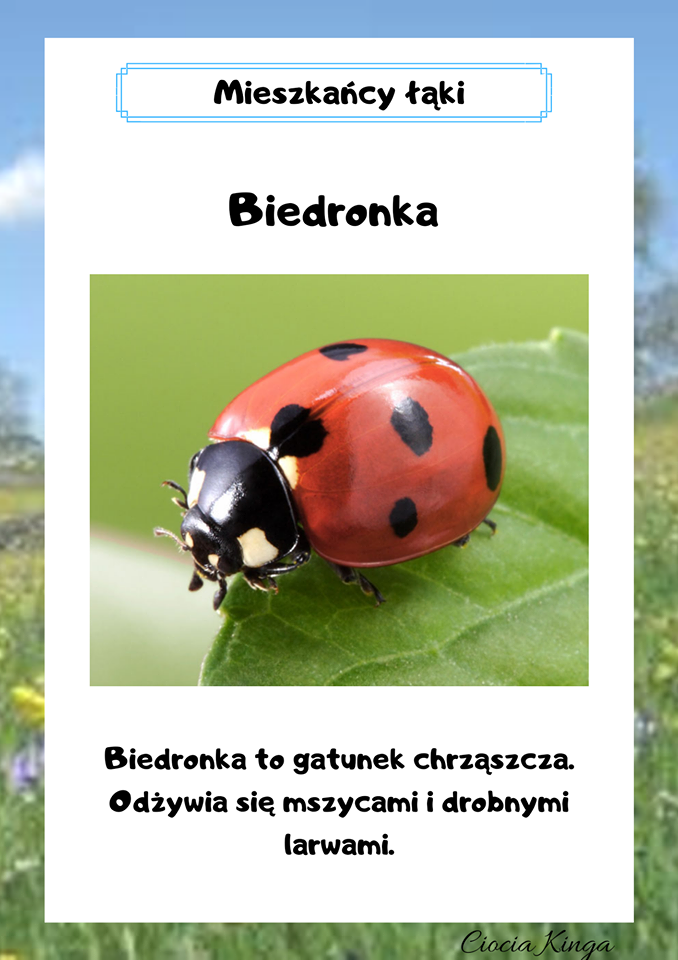 Mieszkańcy łąki
Biedronka
Biedronka to gatunek chrząszcza.
Odżywia się mszycami i drobnymi
larwami.
Ciocia Kinga